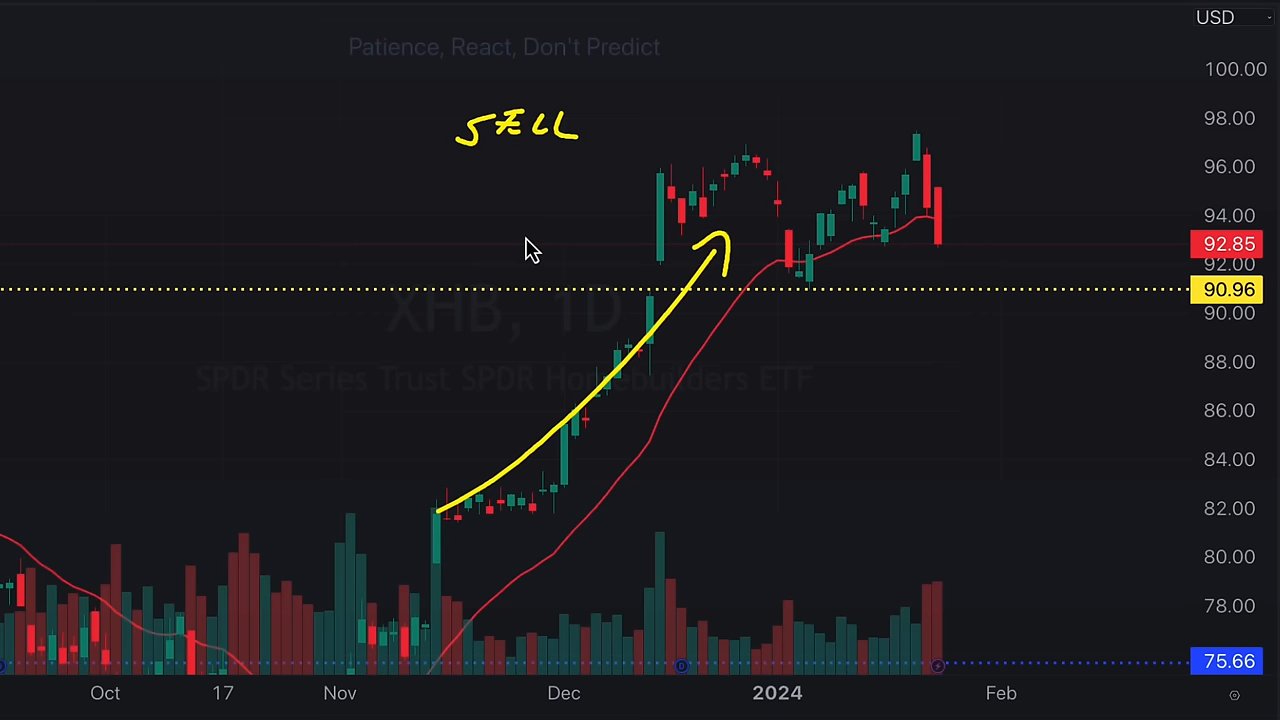 USD
Patience, React, Don't Predict
100.00
SELL
98.00
96.00
94.00
92.85
92.00
90.96
XHB, 1D
90.00
88.00
SPDR Series Trust SPDR Homebuilders ETF
86.00
84.00
82.00
80.00
78.00
D
75.66
Oct
17
Nov
Dec
2024
Feb